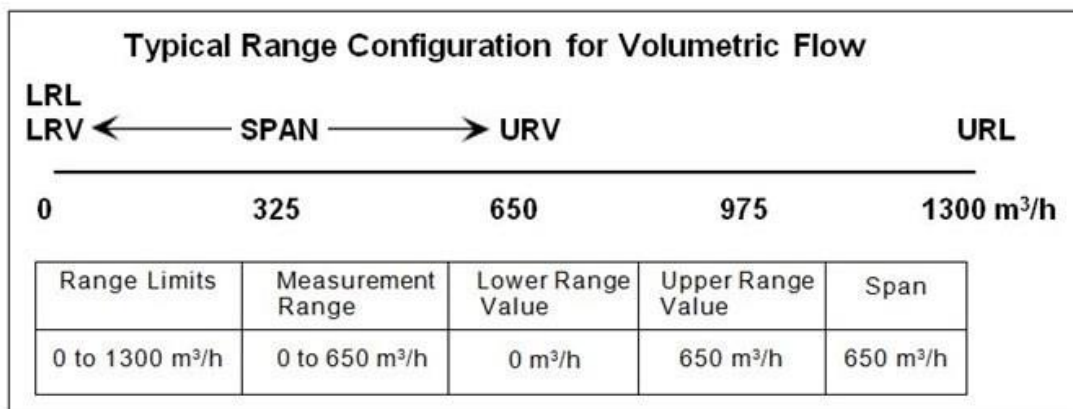 Typical Range Configuration for Volumetric Flow
LRL
LRV SPAN URV URL
0 325 650 975 1300 m³/h
Range Limits Measurement Range Lower Range Value Upper Range Value Span
0 to 1300 m³/h 0 to 650 m³/h 0 m³/h 650 m³/h 650 m³/h